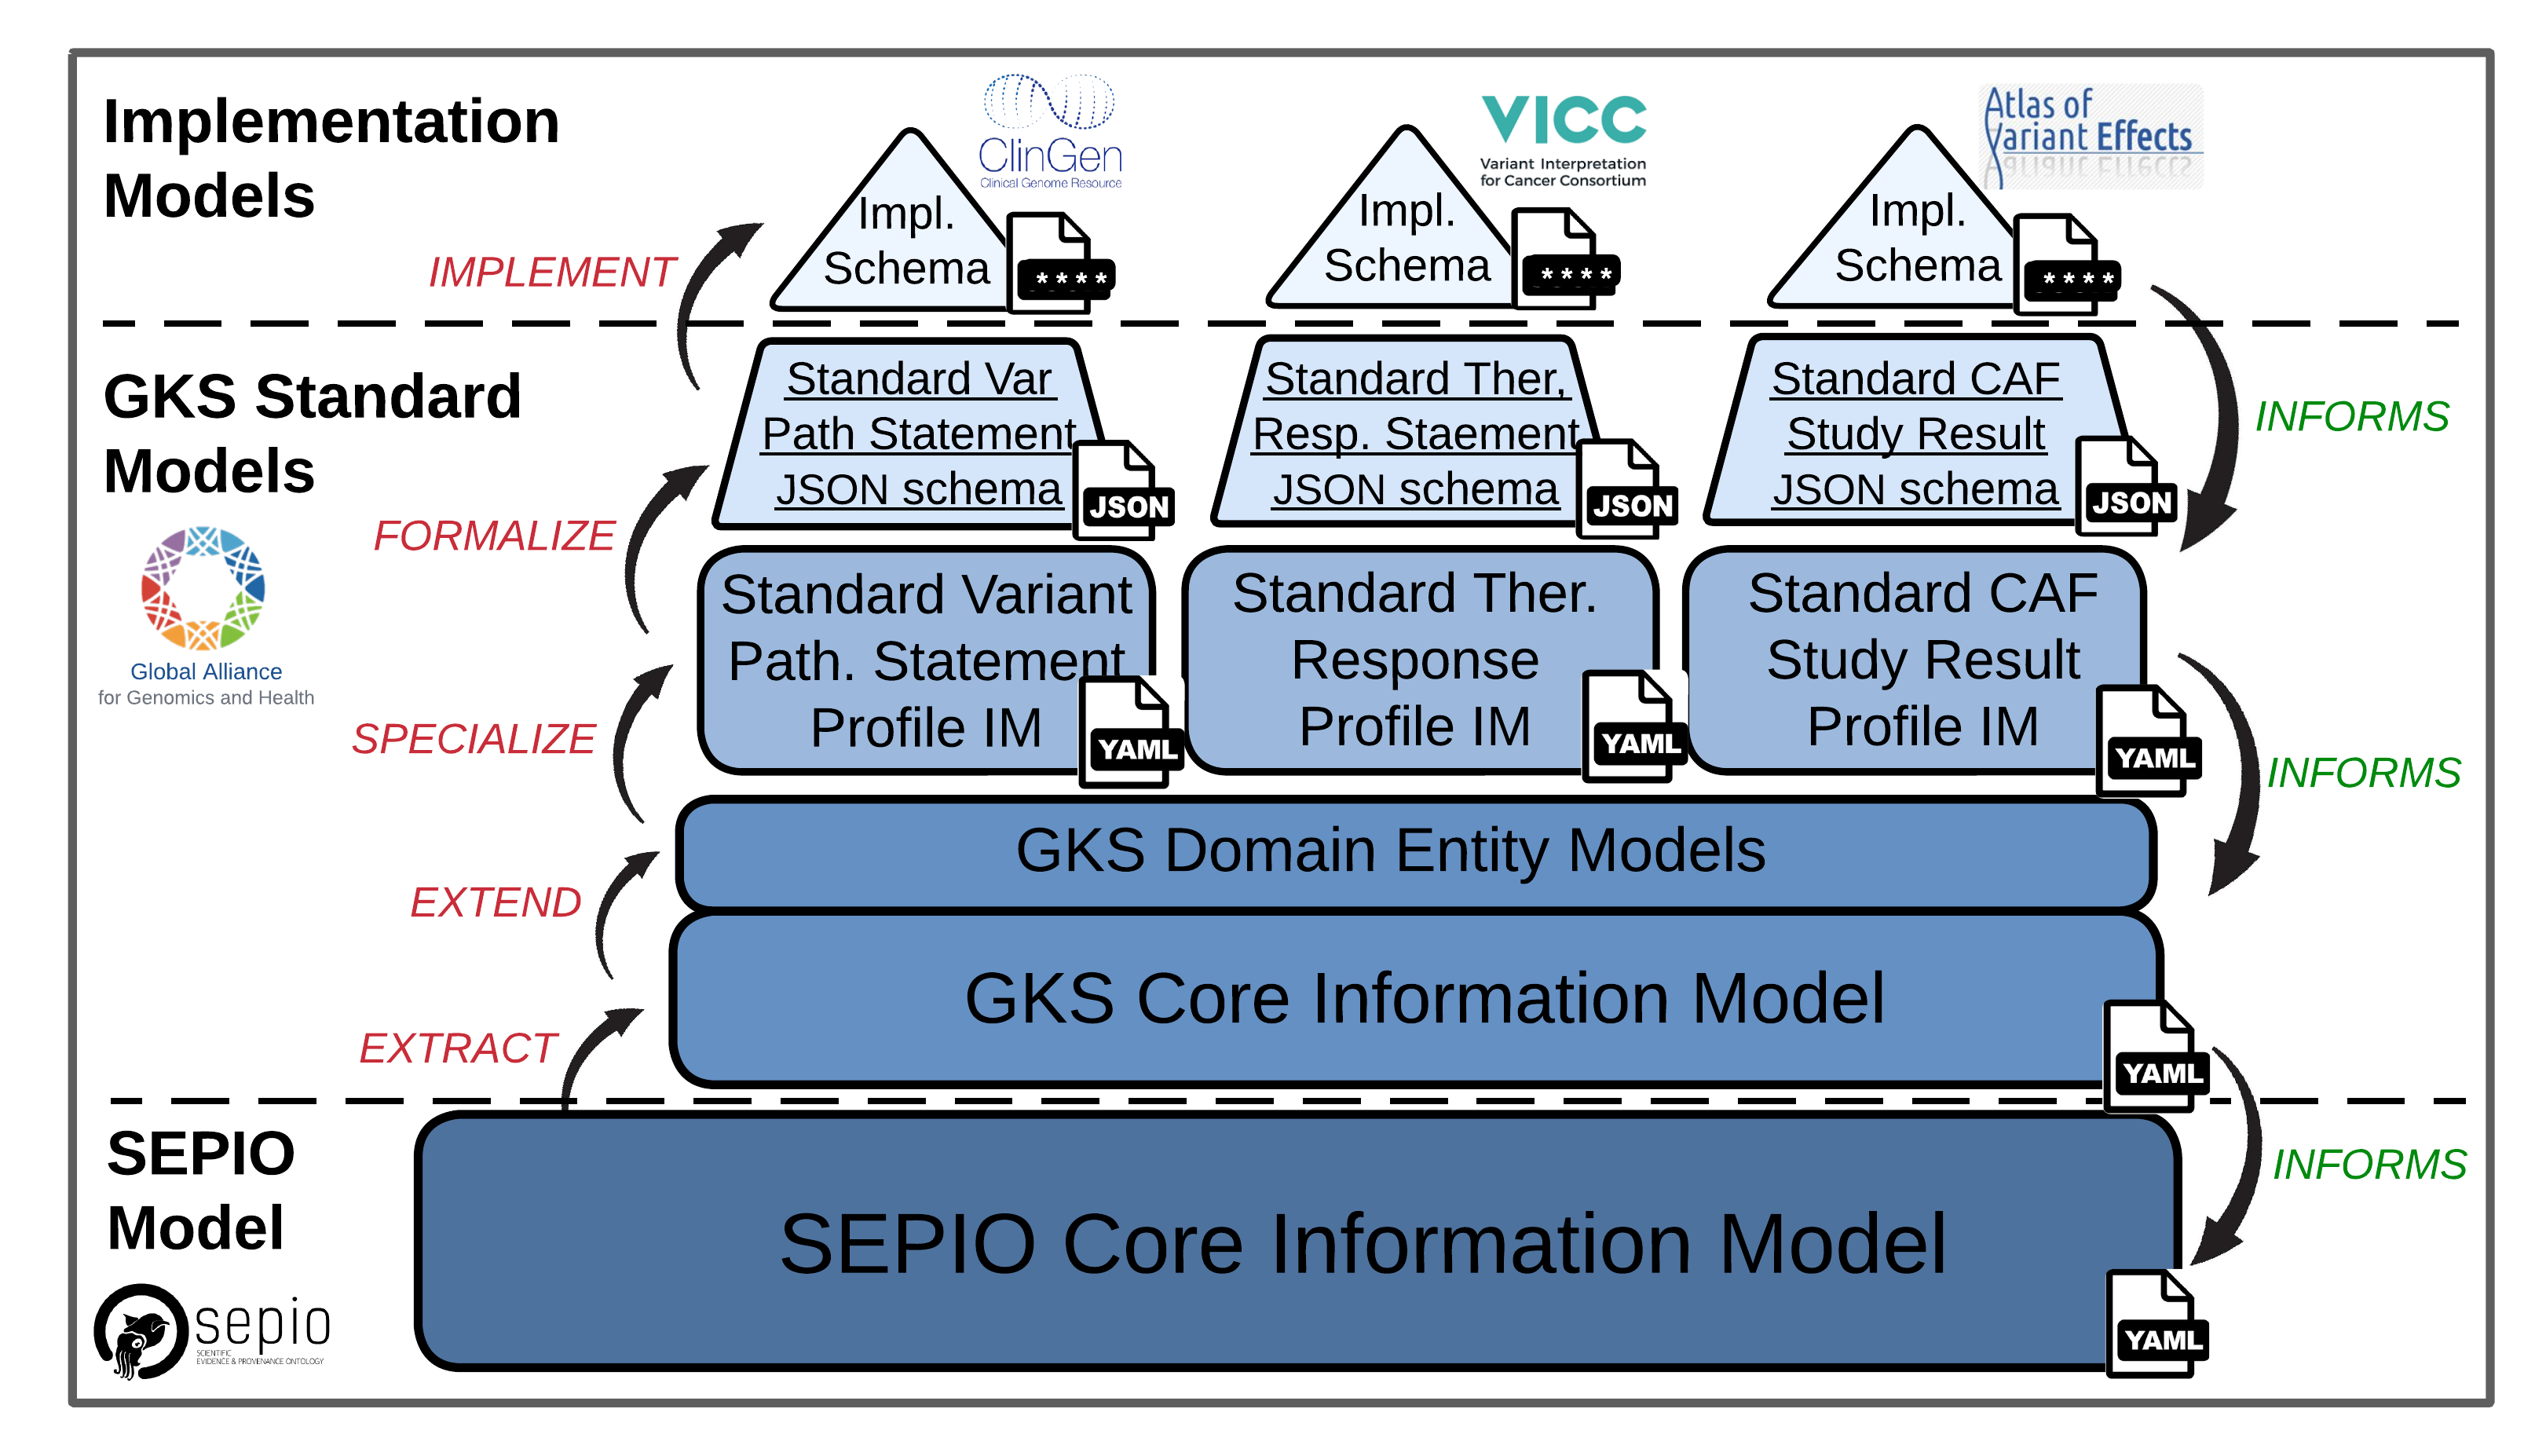 Implementation
Models
ClinGen
Clinical Genome Resource
VICC
Variant Interpretation
for Cancer Consortium
Atlas of
Variant Effects
Impl.
Schema
****
Impl.
Schema
****
Impl.
Schema
****
IMPLEMENT
GKS Standard
Models
Standard Var
Path Statement
JSON schema
JSON
Standard Ther,
Resp. Staement
JSON schema
JSON
Standard CAF
Study Result
JSON schema
JSON
INFORMS
FORMALIZE
Global Alliance
for Genomics and Health
Standard Variant
Path. Statement
Profile IM
YAML
Standard Ther.
Response
Profile IM
YAML
Standard CAF
Study Result
Profile IM
YAML
INFORMS
SPECIALIZE
GKS Domain Entity Models
EXTEND
GKS Core Information Model
YAML
EXTRACT
INFORMS
SEPIO
Model
SEPIO Core Information Model
YAML
sepio
SCIENTIFIC
EVIDENCE & PROVENANCE ONTOLOGY